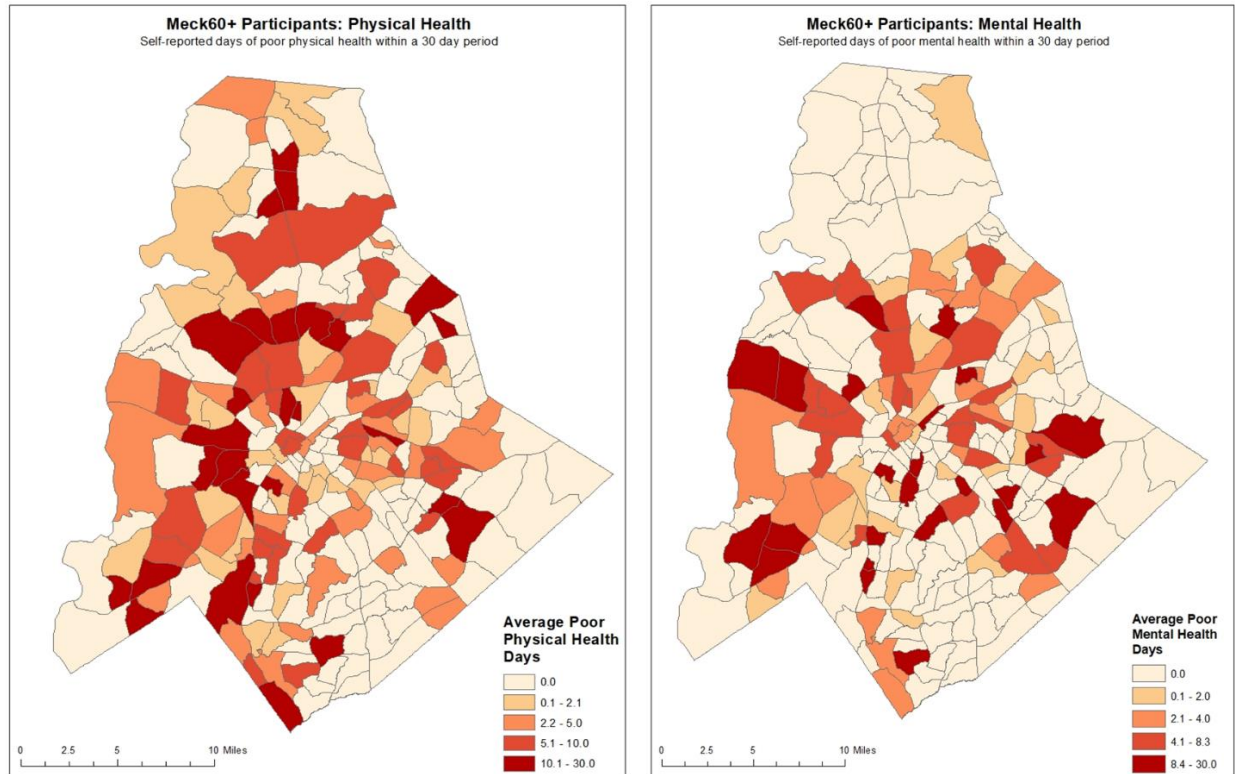 Meck60+ Participants: Physical Health
Self-reported days of poor physical health within a 30 day period
Average Poor
Physical Health
Days
0.0
0.1 - 2.1
2.2 - 5.0
5.1 - 10.0
10.1 - 30.0
0 2.5 5 10 Miles
Meck60+ Participants: Mental Health
Self-reported days of poor mental health within a 30 day period
Average Poor
Mental Health
Days
0.0
0.1 - 2.0
2.1 - 4.0
4.1 - 8.3
8.4 - 30.0
0 2.5 5 10 Miles